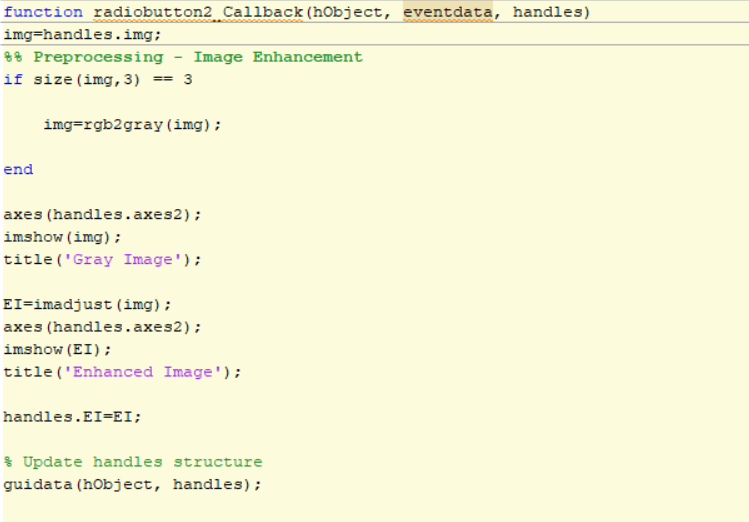 function radiobutton2_Callback(hObject, eventdata, handles)
img=handles.img;
%% Preprocessing - Image Enhancement
if size(img,3) == 3
img=rgb2gray(img);
end
axes(handles.axes2);
imshow(img);
title('Gray Image');
EI=imadjust(img);
axes(handles.axes2);
imshow(EI);
title('Enhanced Image');
handles.EI=EI;
% Update handles structure
guidata(hObject, handles);